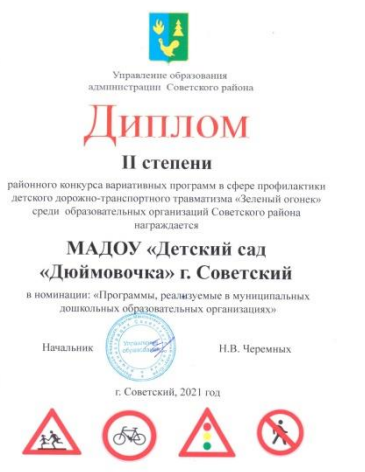 Управление образования
администрации Советского района
Диплом
II степени
районного конкурса вариативных программ в сфере профилактики
детского дорожно-транспортного травматизма «Зеленый огонек»
среди образовательных организаций Советского района
награждается
МАДОУ «Детский сад
«Дюймовочка» г. Советский
в номинации: «Программы, реализуемые в муниципальных
дошкольных образовательных организациях»
Начальник
Управление
образования
Н.В. Черемных
г. Советский, 2021 год